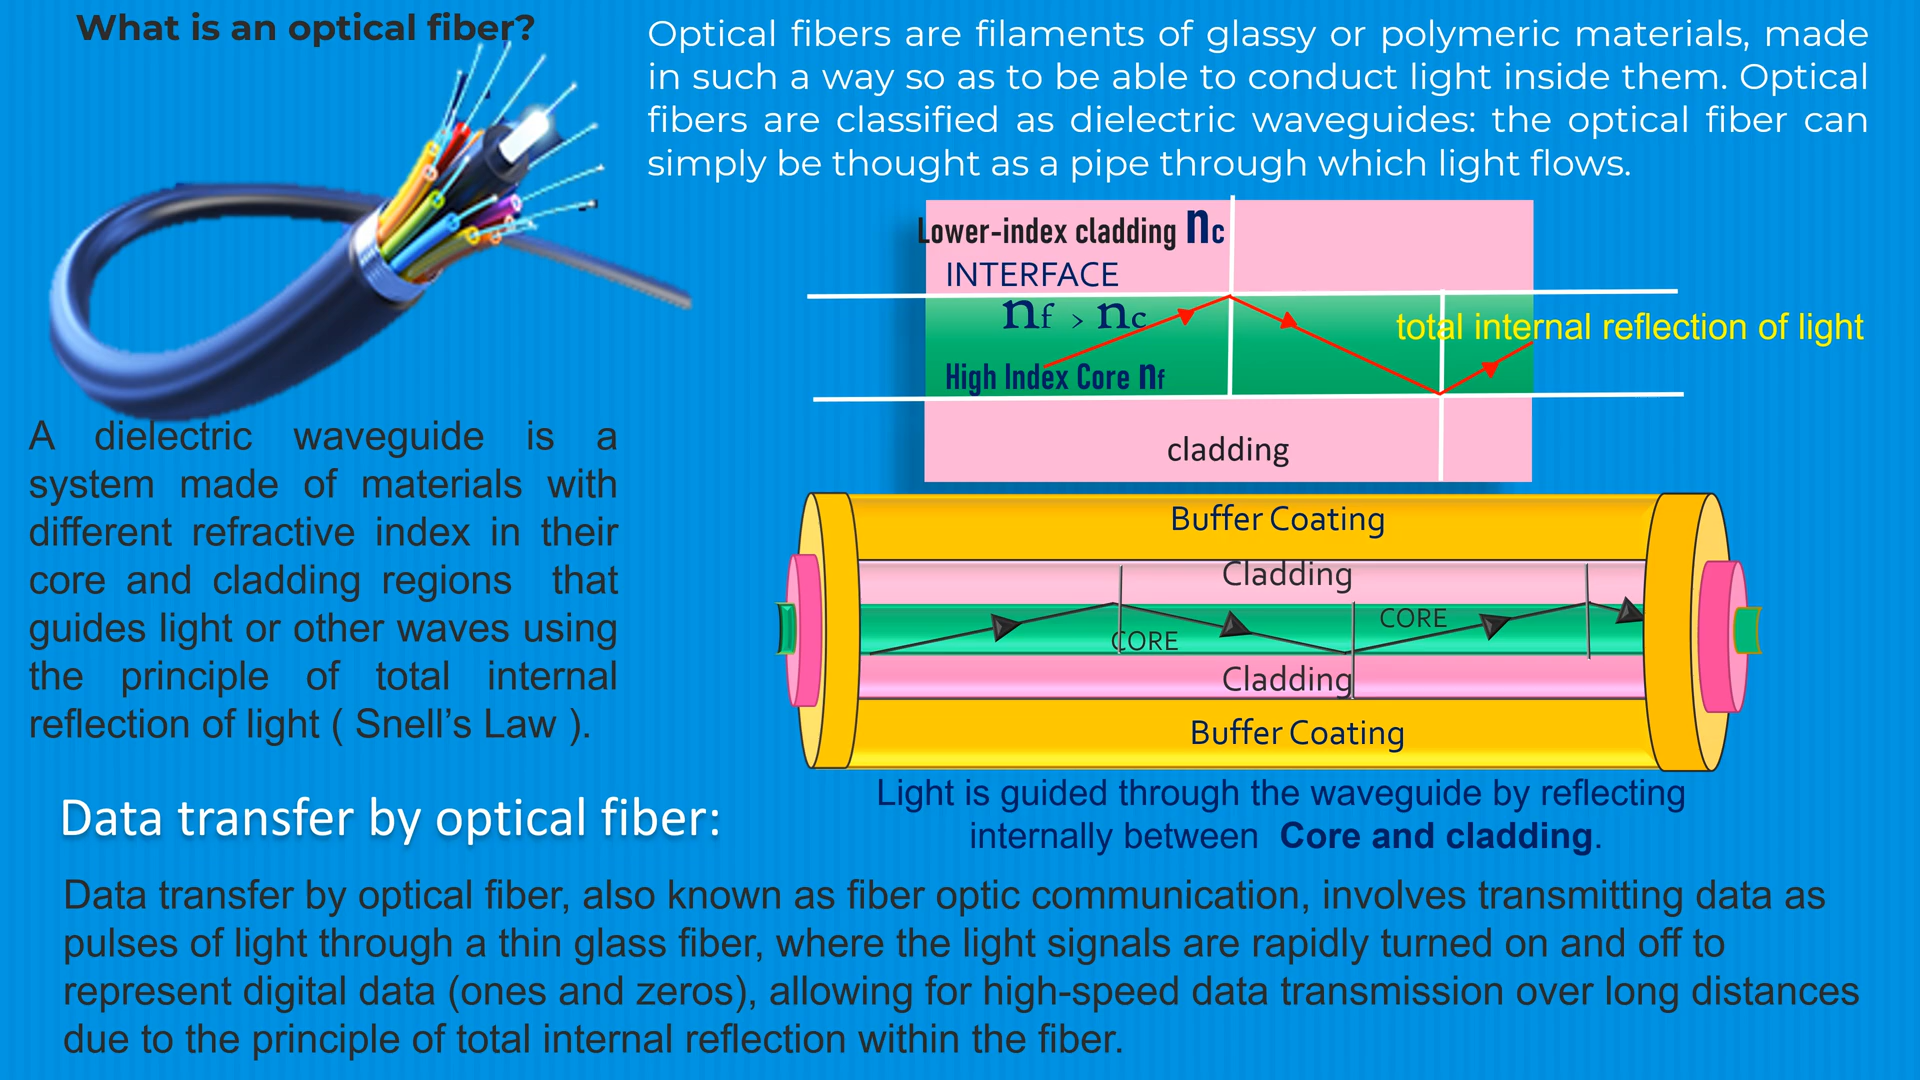 What is an optical fiber?
Optical fibers are filaments of glassy or polymeric materials, made
in such a way so as to be able to conduct light inside them. Optical
fibers are classified as dielectric waveguides: the optical fiber can
simply be thought as a pipe through which light flows.
Lower-index cladding nc
INTERFACE
nf > nc
total internal reflection of light
High Index Core nf
cladding
A dielectric waveguide is a
system made of materials with
different refractive index in their
core and cladding regions that
guides light or other waves using
the principle of total internal
reflection of light ( Snell’s Law ).
Buffer Coating
Cladding
CORE
CORE
Cladding
Buffer Coating
Light is guided through the waveguide by reflecting
internally between Core and cladding.
Data transfer by optical fiber:
Data transfer by optical fiber, also known as fiber optic communication, involves transmitting data as
pulses of light through a thin glass fiber, where the light signals are rapidly turned on and off to
represent digital data (ones and zeros), allowing for high-speed data transmission over long distances
due to the principle of total internal reflection within the fiber.